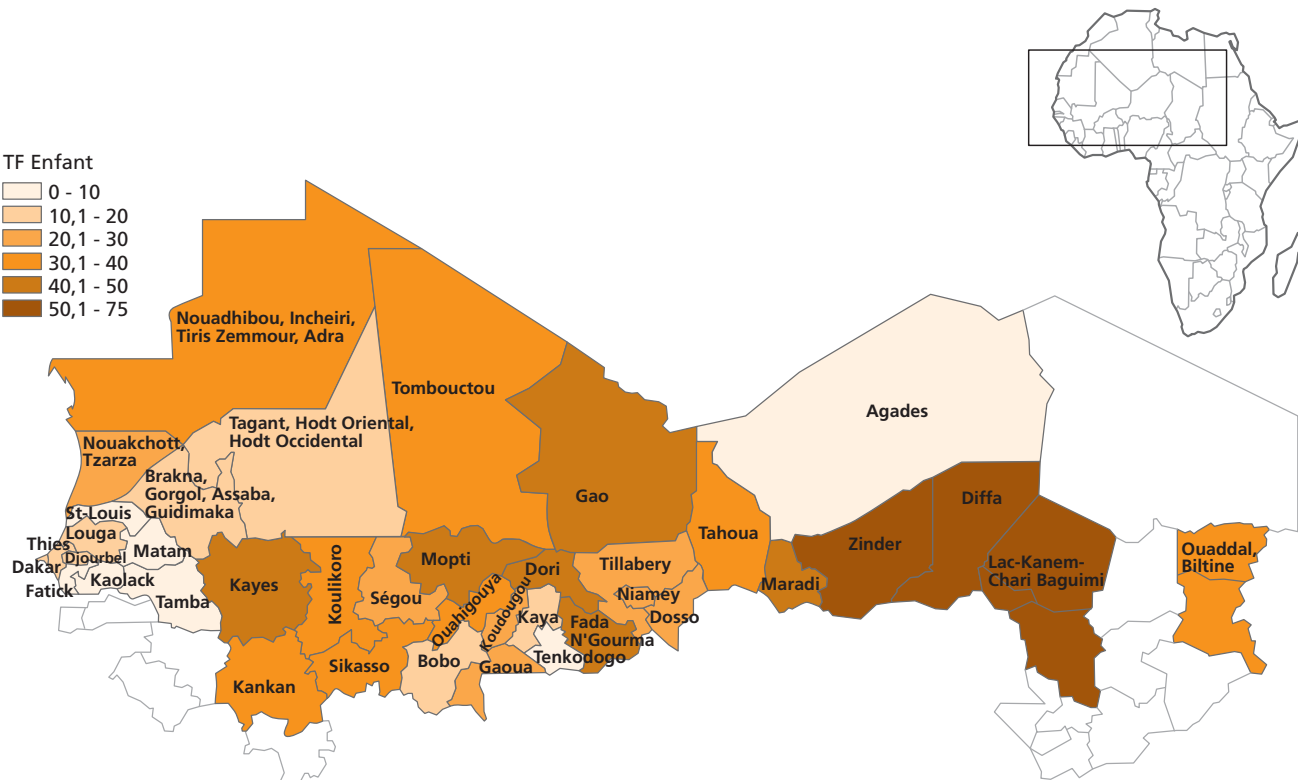 TF Enfant
0 - 10
10,1 - 20
20,1 - 30
30,1 - 40
40,1 - 50
50,1 - 75
Nouadhibou, Incheiri,
Tiris Zemmour, Adra
Tombouctou
Agades
Tagant, Hodt Oriental,
Hodt Occidental
Nouakchott,
Tzarza
Brakna,
Gorgol, Assaba,
Guidimaka
Gao
Diffa
St-Louis
Louga
Tahoua
Thies
Djourbel
Matam
Mopti
Zinder
Ouaddal,
Biltine
Dakar
Kaolack
Fatick
Kayes
Koulikoro
Dori
Tillabery
Maradi
Lac-Kanem-
Chari Baguimi
Tamba
Ségou
Ouahigouya
Koudougou
Kaya
Niamey
Dosso
Fada
N'Gourma
Kankan
Sikasso
Bobo
Gaoua
Tenkodogo